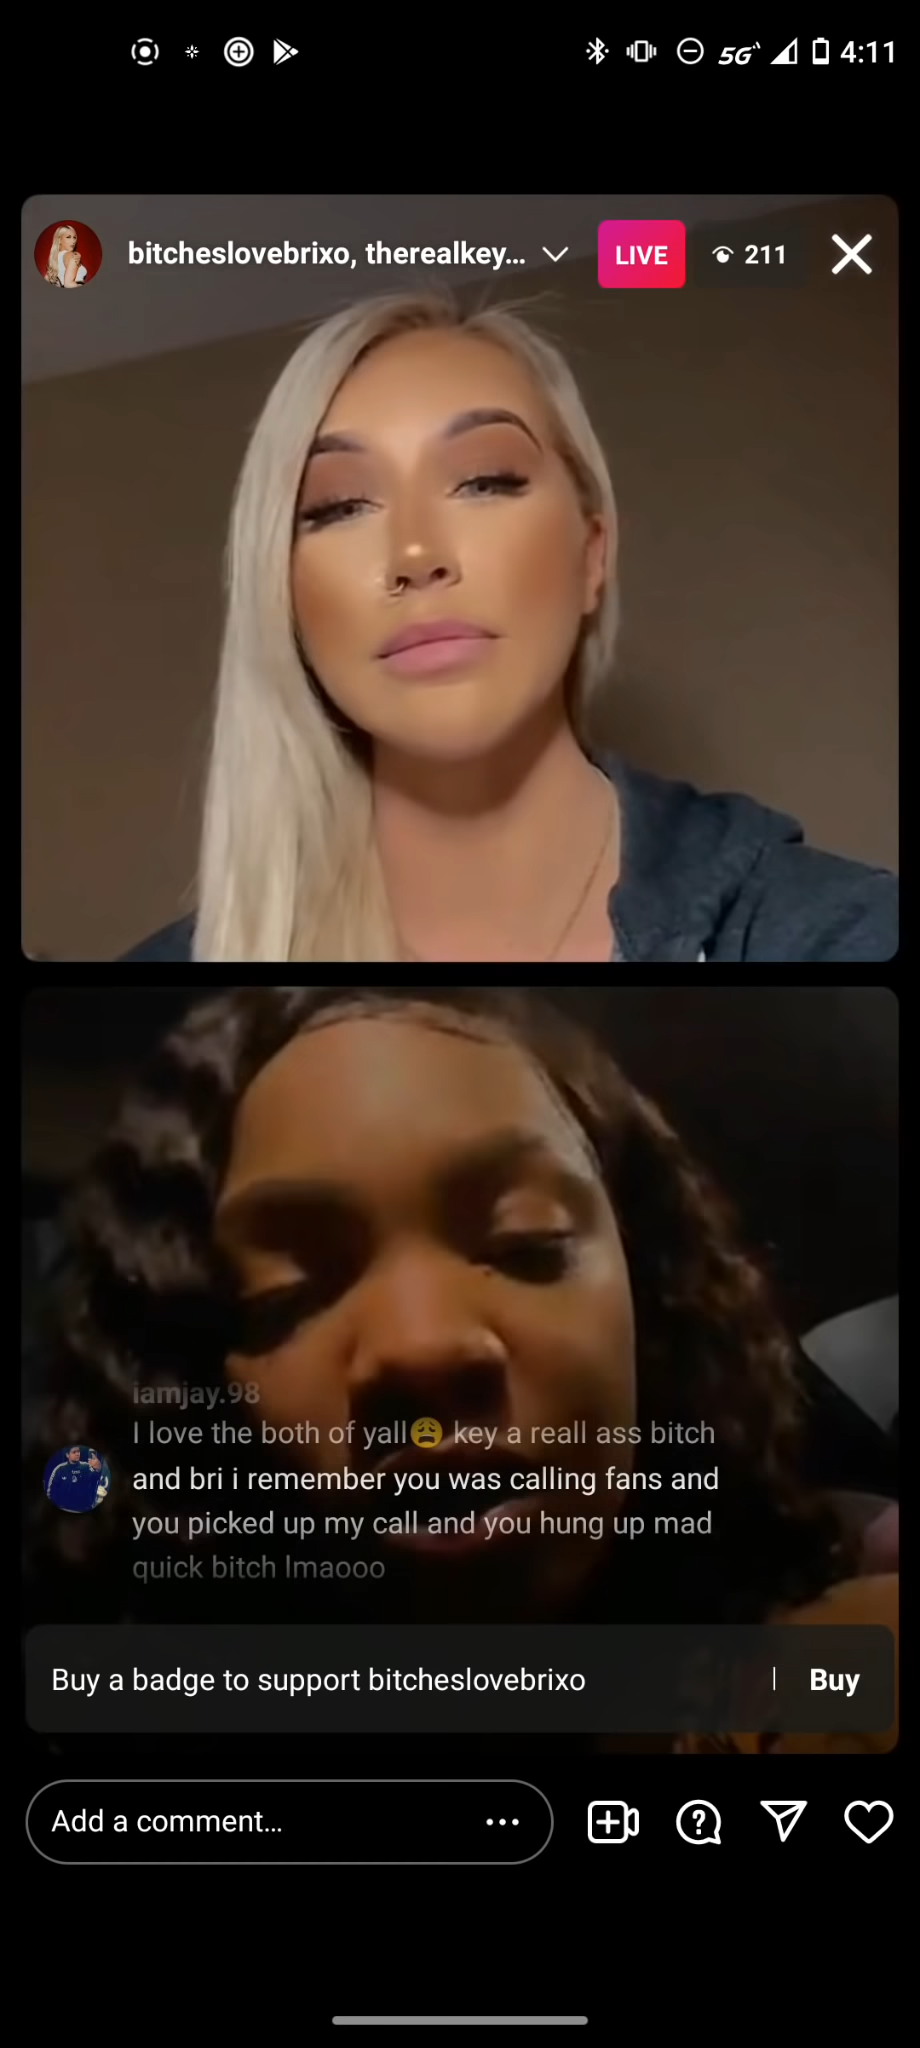 4:11
5G
bitcheslovebrixo, therealkey...
LIVE
211
iamjay.98
I love the both of yall😩 key a reall ass bitch
and bri i remember you was calling fans and
you picked up my call and you hung up mad
quick bitch lmaooo
Buy a badge to support bitcheslovebrixo
Buy
Add a comment...